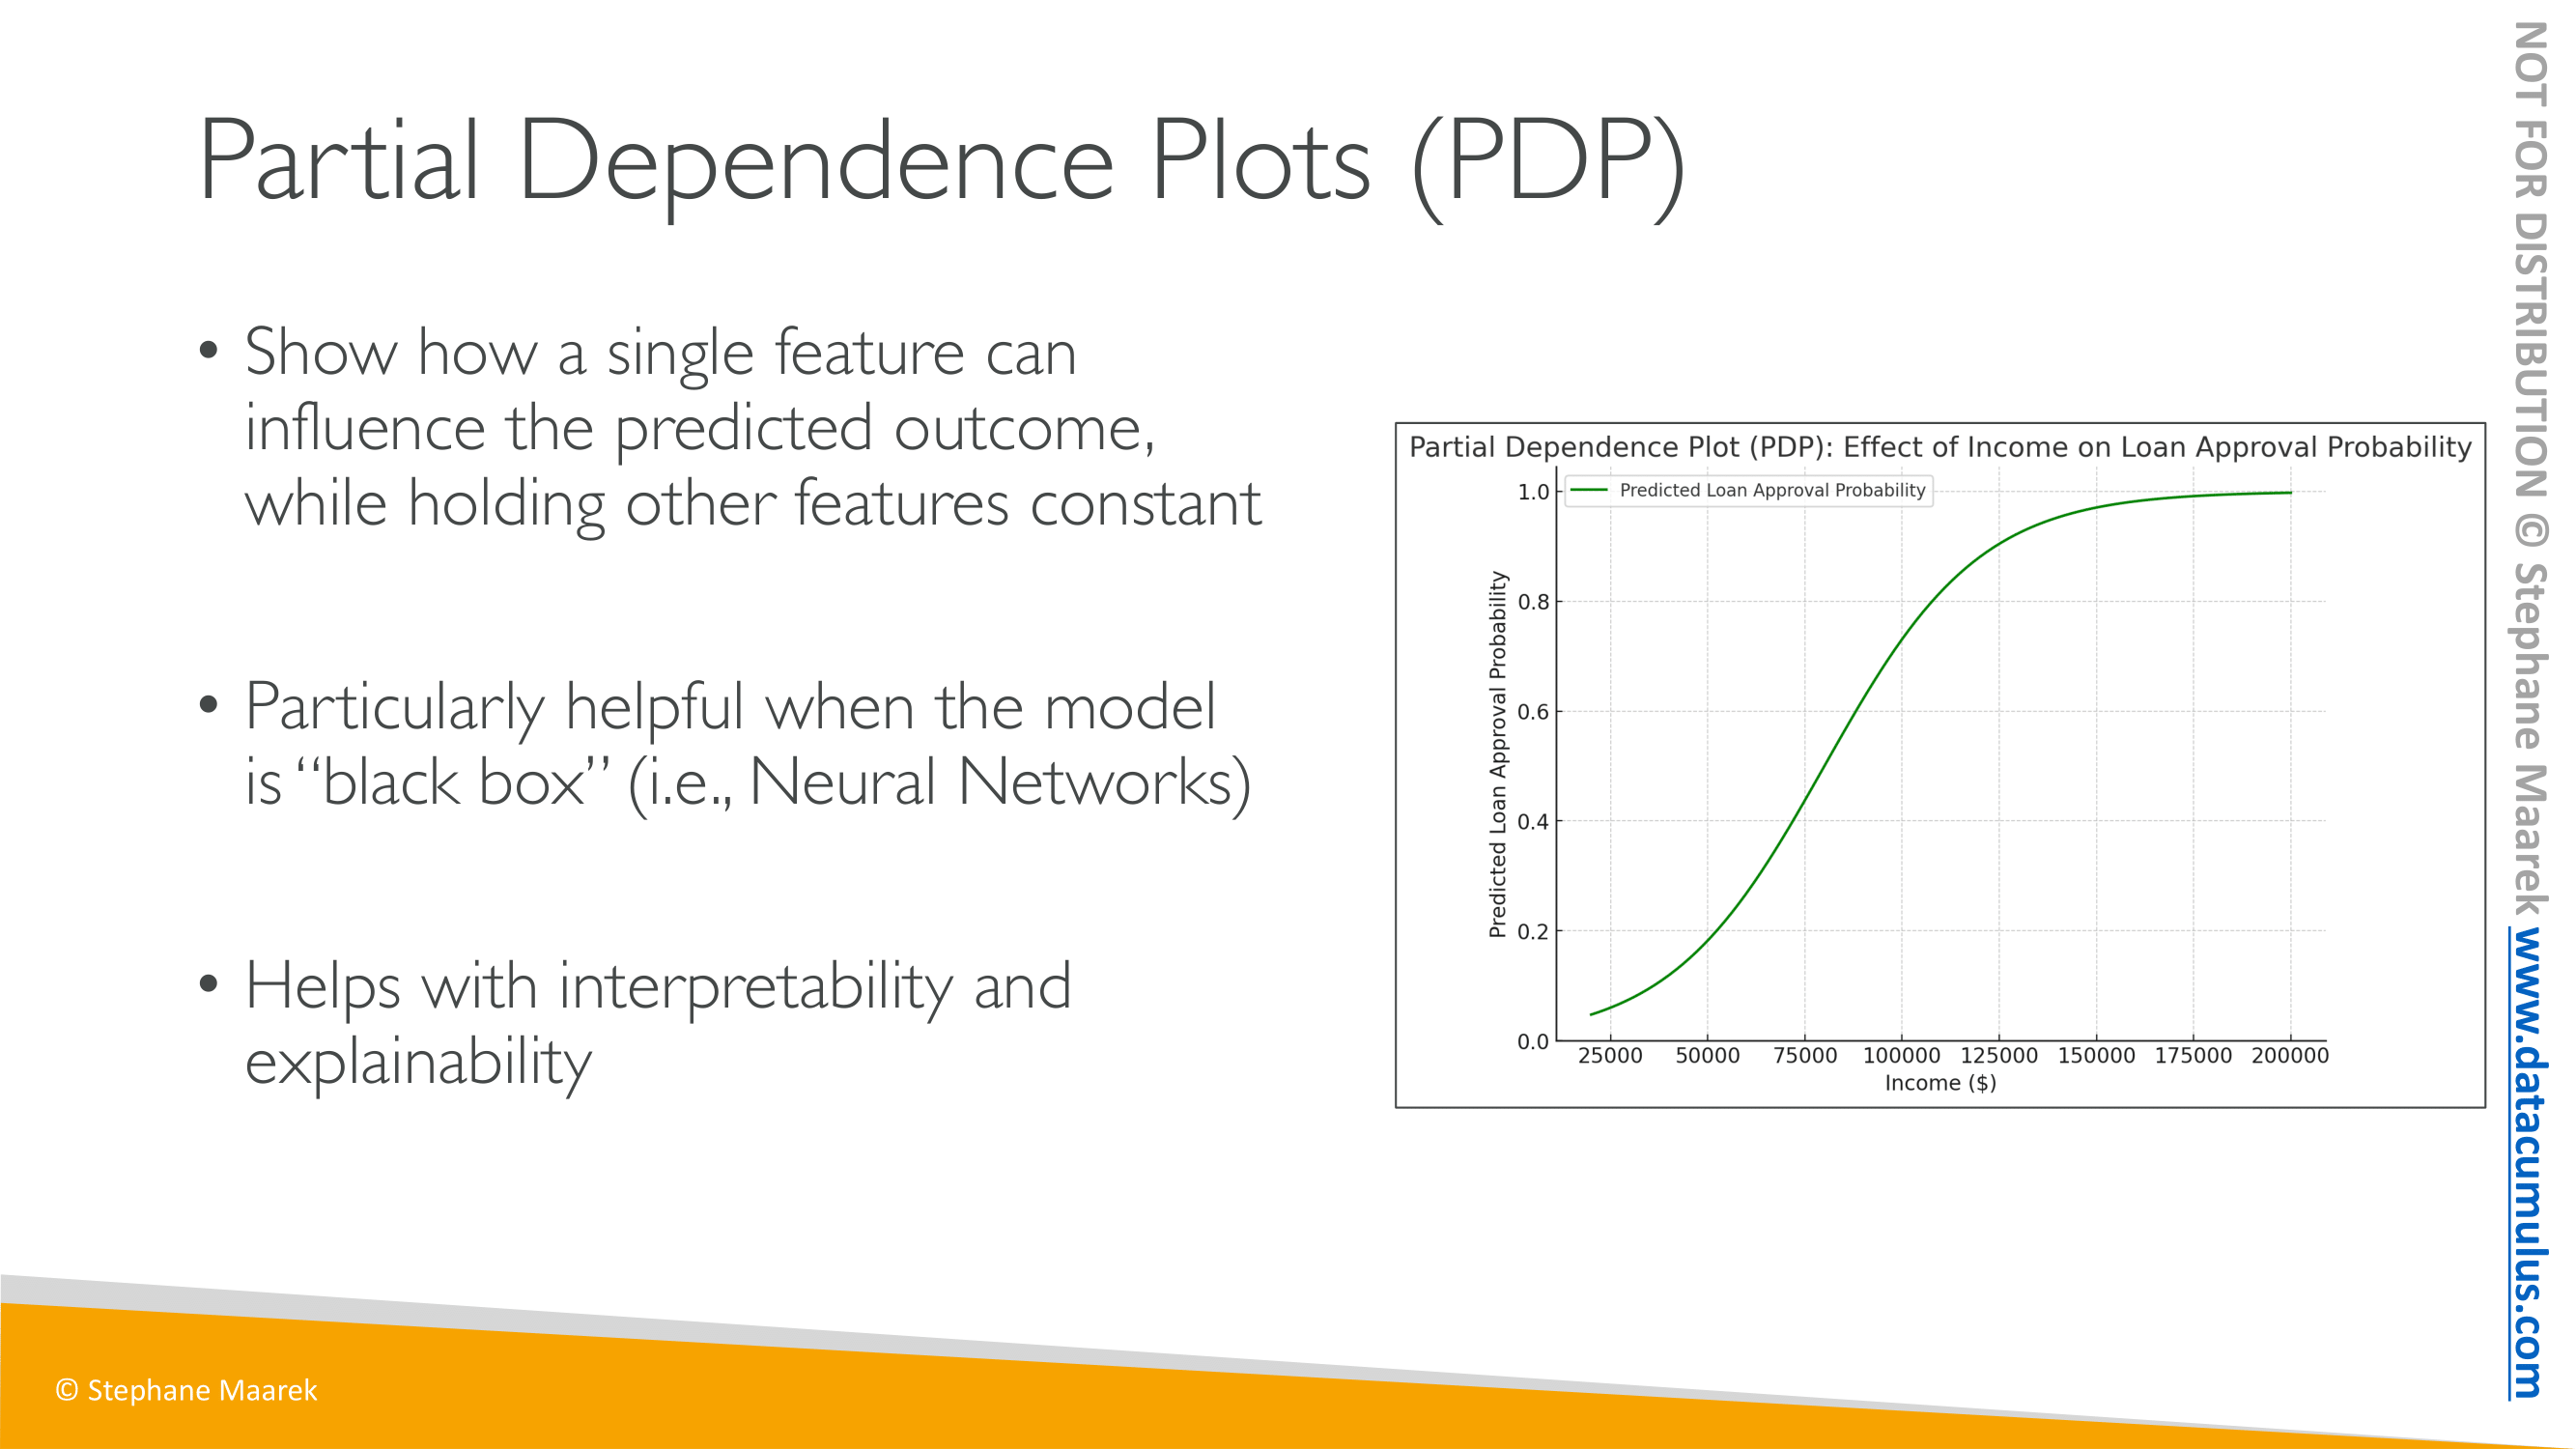 Partial Dependence Plots (PDP)
• Show how a single feature can
influence the predicted outcome,
while holding other features constant
• Particularly helpful when the model
is “black box” (i.e., Neural Networks)
• Helps with interpretability and
explainability
Partial Dependence Plot (PDP): Effect of Income on Loan Approval Probability
Predicted Loan Approval Probability
Predicted Loan Approval Probability
1.0
0.8
0.6
0.4
0.2
0.0
25000 50000 75000 100000 125000 150000 175000 200000
Income ($)
© Stephane Maarek
NOT FOR DISTRIBUTION © Stephane Maarek www.datacumulus.com